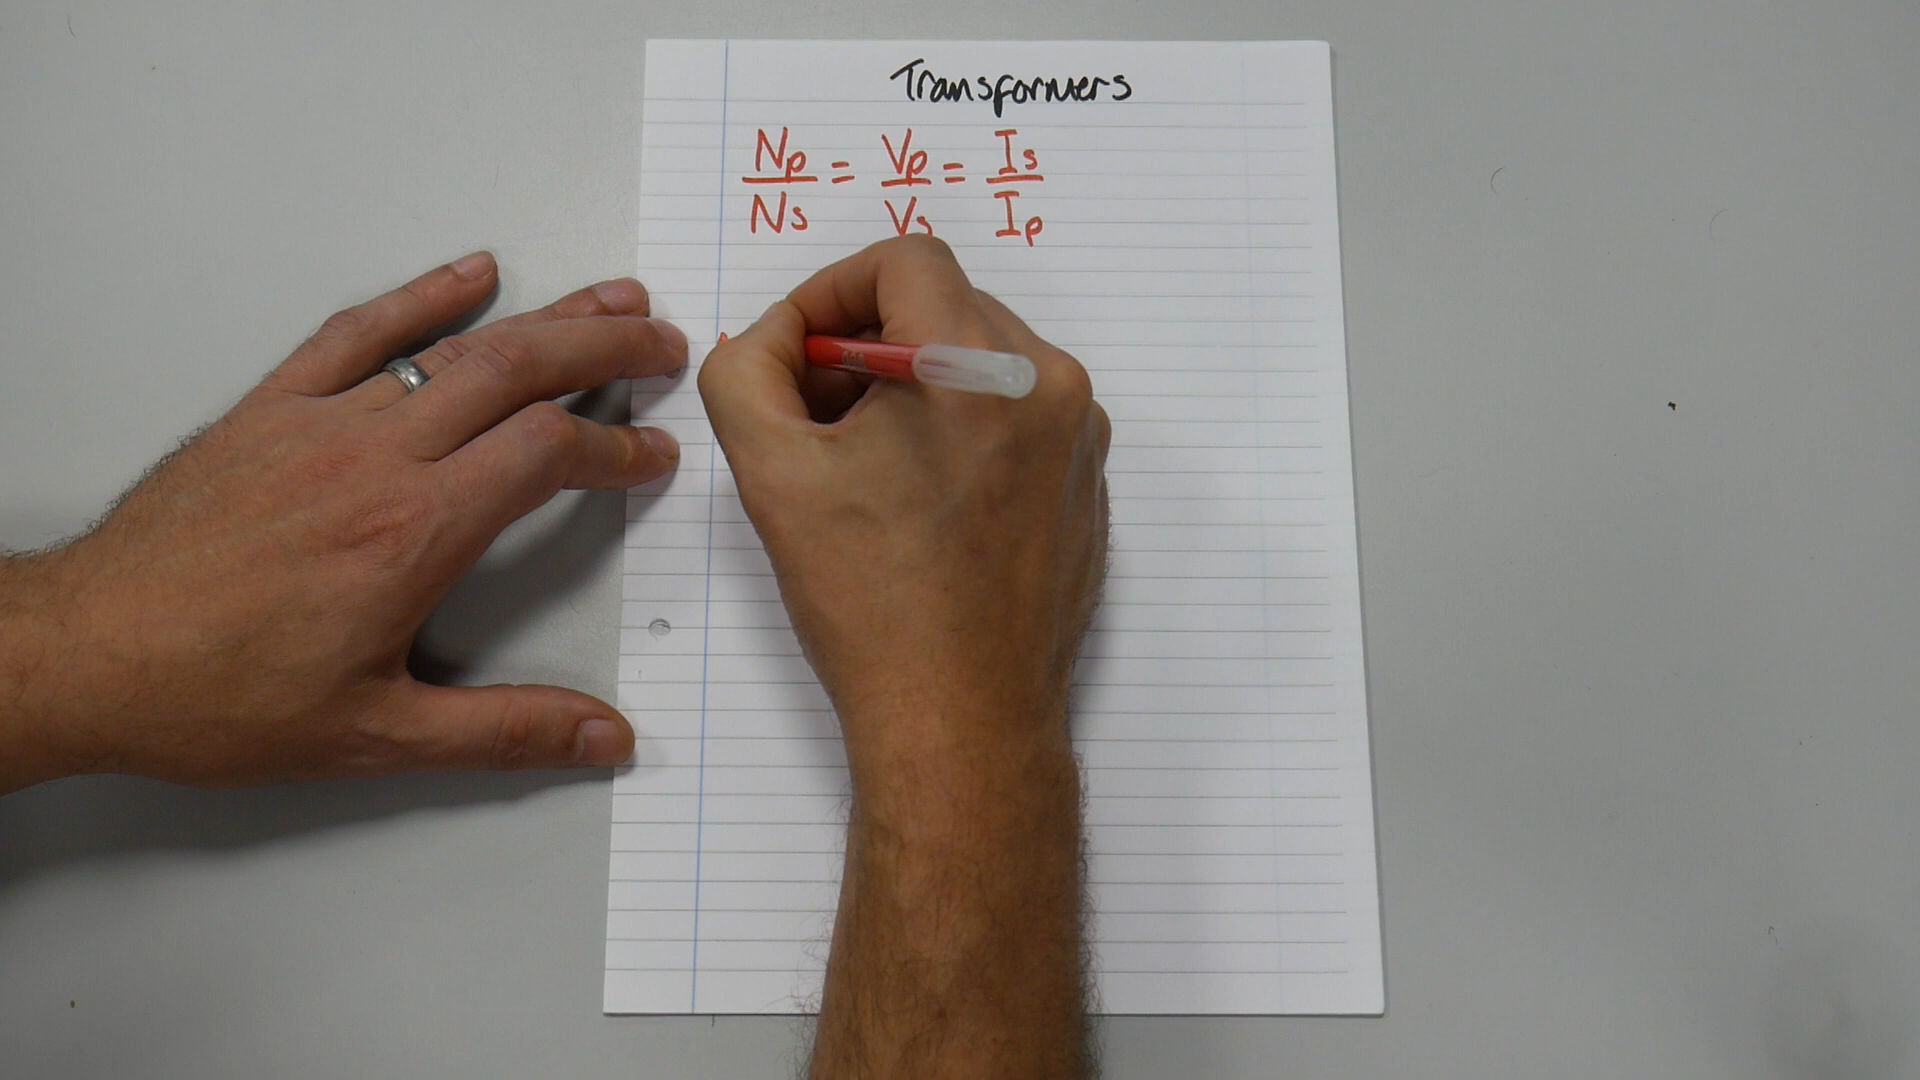 Transformers
Np/Ns = Vp/Vs = Is/Ip